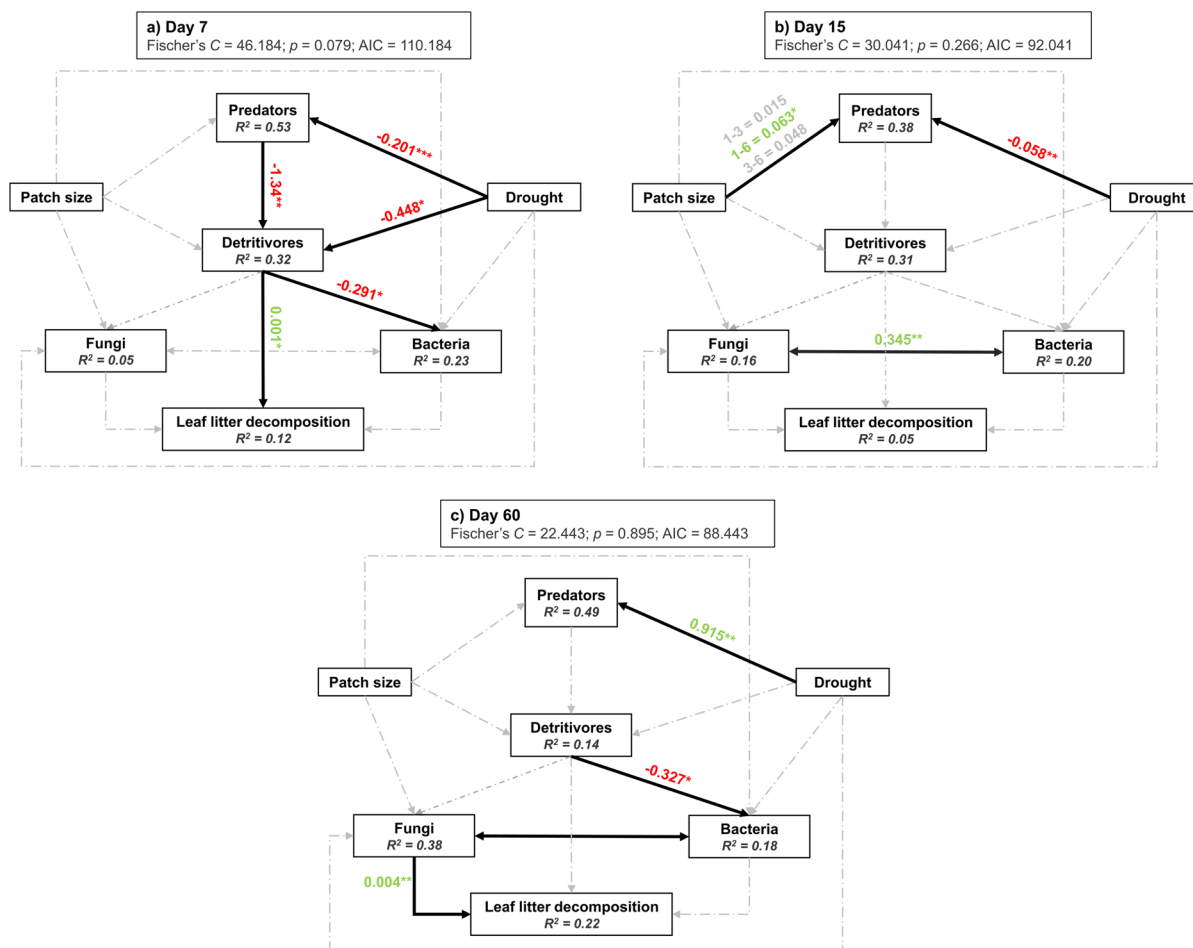 a) Day 7
Fischer's C = 46.184; p = 0.079; AIC = 110.184
Predators
R² = 0.53
-0.201***
-1.34**
Patch size
Drought
-0.448*
Detritivores
R² = 0.32
-0.291*
0.001*
Fungi
R² = 0.05
Bacteria
R² = 0.23
Leaf litter decomposition
R² = 0.12
b) Day 15
Fischer's C = 30.041; p = 0.266; AIC = 92.041
1-3 = 0.015
1-6 = 0.063*
3-6 = 0.048
Predators
R² = 0.38
-0.058**
Patch size
Drought
Detritivores
R² = 0.31
Fungi
R² = 0.16
0.345**
Bacteria
R² = 0.20
Leaf litter decomposition
R² = 0.05
c) Day 60
Fischer's C = 22.443; p = 0.895; AIC = 88.443
Predators
R² = 0.49
0.915**
Patch size
Drought
Detritivores
R² = 0.14
-0.327*
Fungi
R² = 0.38
Bacteria
R² = 0.18
0.004**
Leaf litter decomposition
R² = 0.22